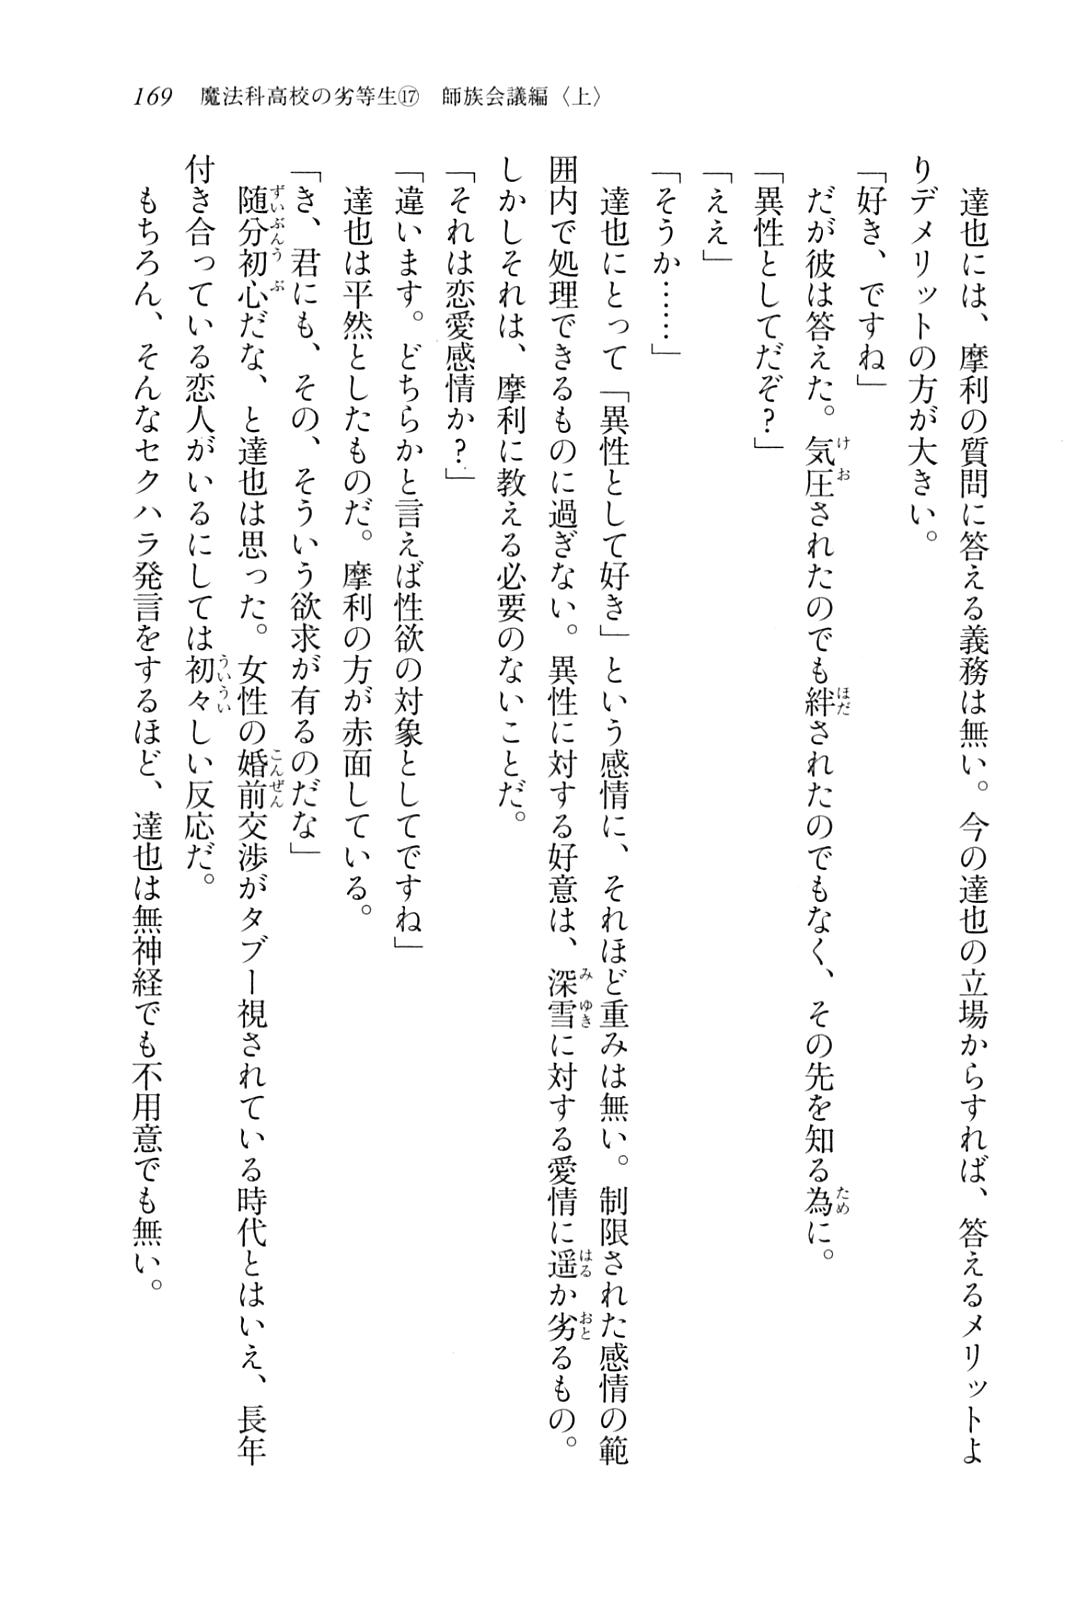 169　魔法科高校の劣等生⑰　師族会議編〈上〉
　達也には、摩利の質問に答える義務は無い。今の達也の立場からすれば、答えるメリットよ
りデメリットの方が大きい。
「好き、ですね」
　だが彼は答えた。気圧されたのでも絆されたのでもなく、その先を知る為に。
「異性としてだぞ？」
「ええ」
「そうか……」
　達也にとって「異性として好き」という感情に、それほど重みは無い。制限された感情の範
囲内で処理できるものに過ぎない。異性に対する好意は、深雪に対する愛情に遥か劣るもの。
しかしそれは、摩利に教える必要のないことだ。
「それは恋愛感情か？」
「違います。どちらかと言えば性欲の対象としてですね」
　達也は平然としたものだ。摩利の方が赤面している。
「き、君にも、その、そういう欲求が有るのだな」
　随分初心だな、と達也は思った。女性の婚前交渉がタブー視されている時代とはいえ、長年
付き合っている恋人がいるにしては初々しい反応だ。
　もちろん、そんなセクハラ発言をするほど、達也は無神経でも不用意でも無い。